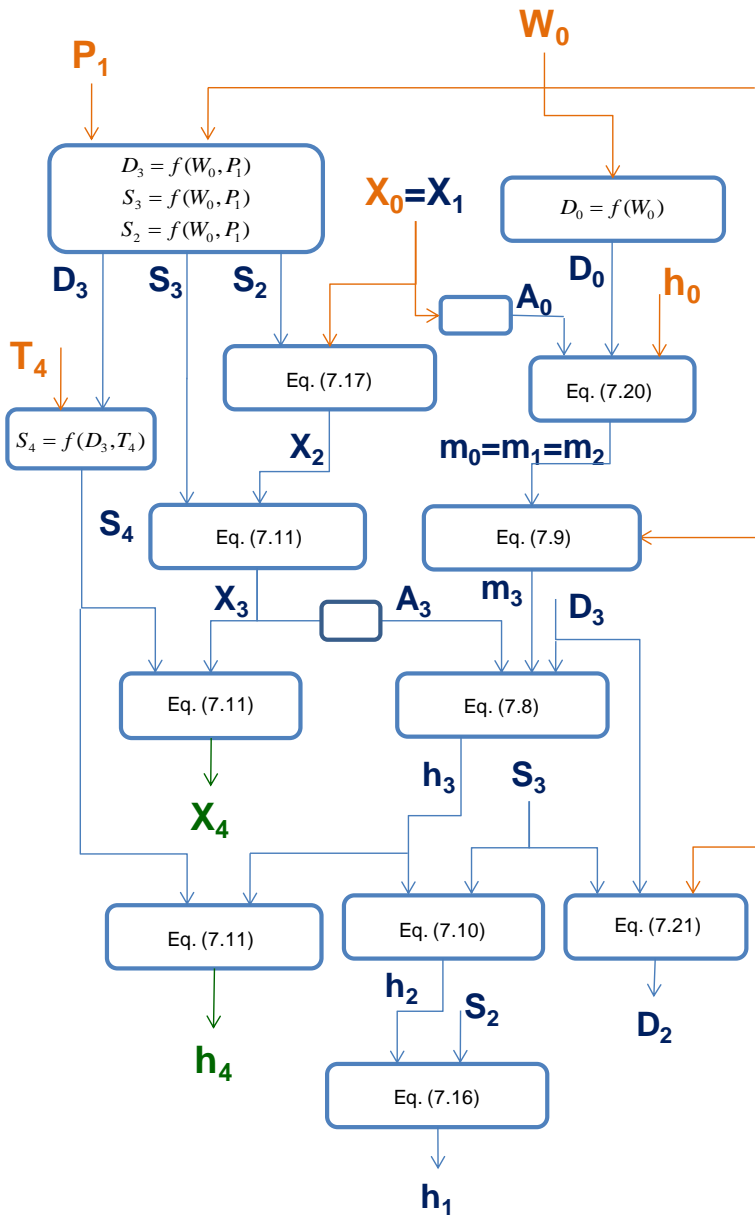 W₀
P₁
D₃ = f(W₀, P₁)
S₃ = f(W₀, P₁)
S₂ = f(W₀, P₁)
X₀=X₁
D₀ = f(W₀)
D₃
S₃
S₂
D₀
h₀
A₀
T₄
Eq. (7.17)
Eq. (7.20)
S₄ = f(D₃, T₄)
X₂
m₀=m₁=m₂
S₄
Eq. (7.11)
Eq. (7.9)
X₃
A₃
m₃
D₃
Eq. (7.11)
Eq. (7.8)
h₃
S₃
X₄
Eq. (7.11)
Eq. (7.10)
Eq. (7.21)
h₂
S₂
D₂
h₄
Eq. (7.16)
h₁